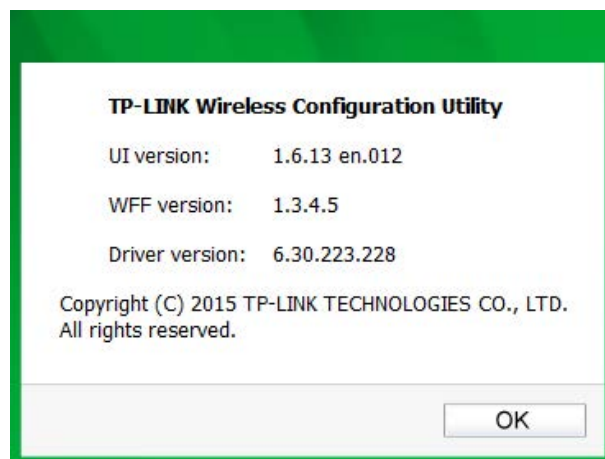 TP-LINK Wireless Configuration Utility
UI version: 1.6.13 en.012
WFF version: 1.3.4.5
Driver version: 6.30.223.228
Copyright (C) 2015 TP-LINK TECHNOLOGIES CO., LTD.
All rights reserved.
OK